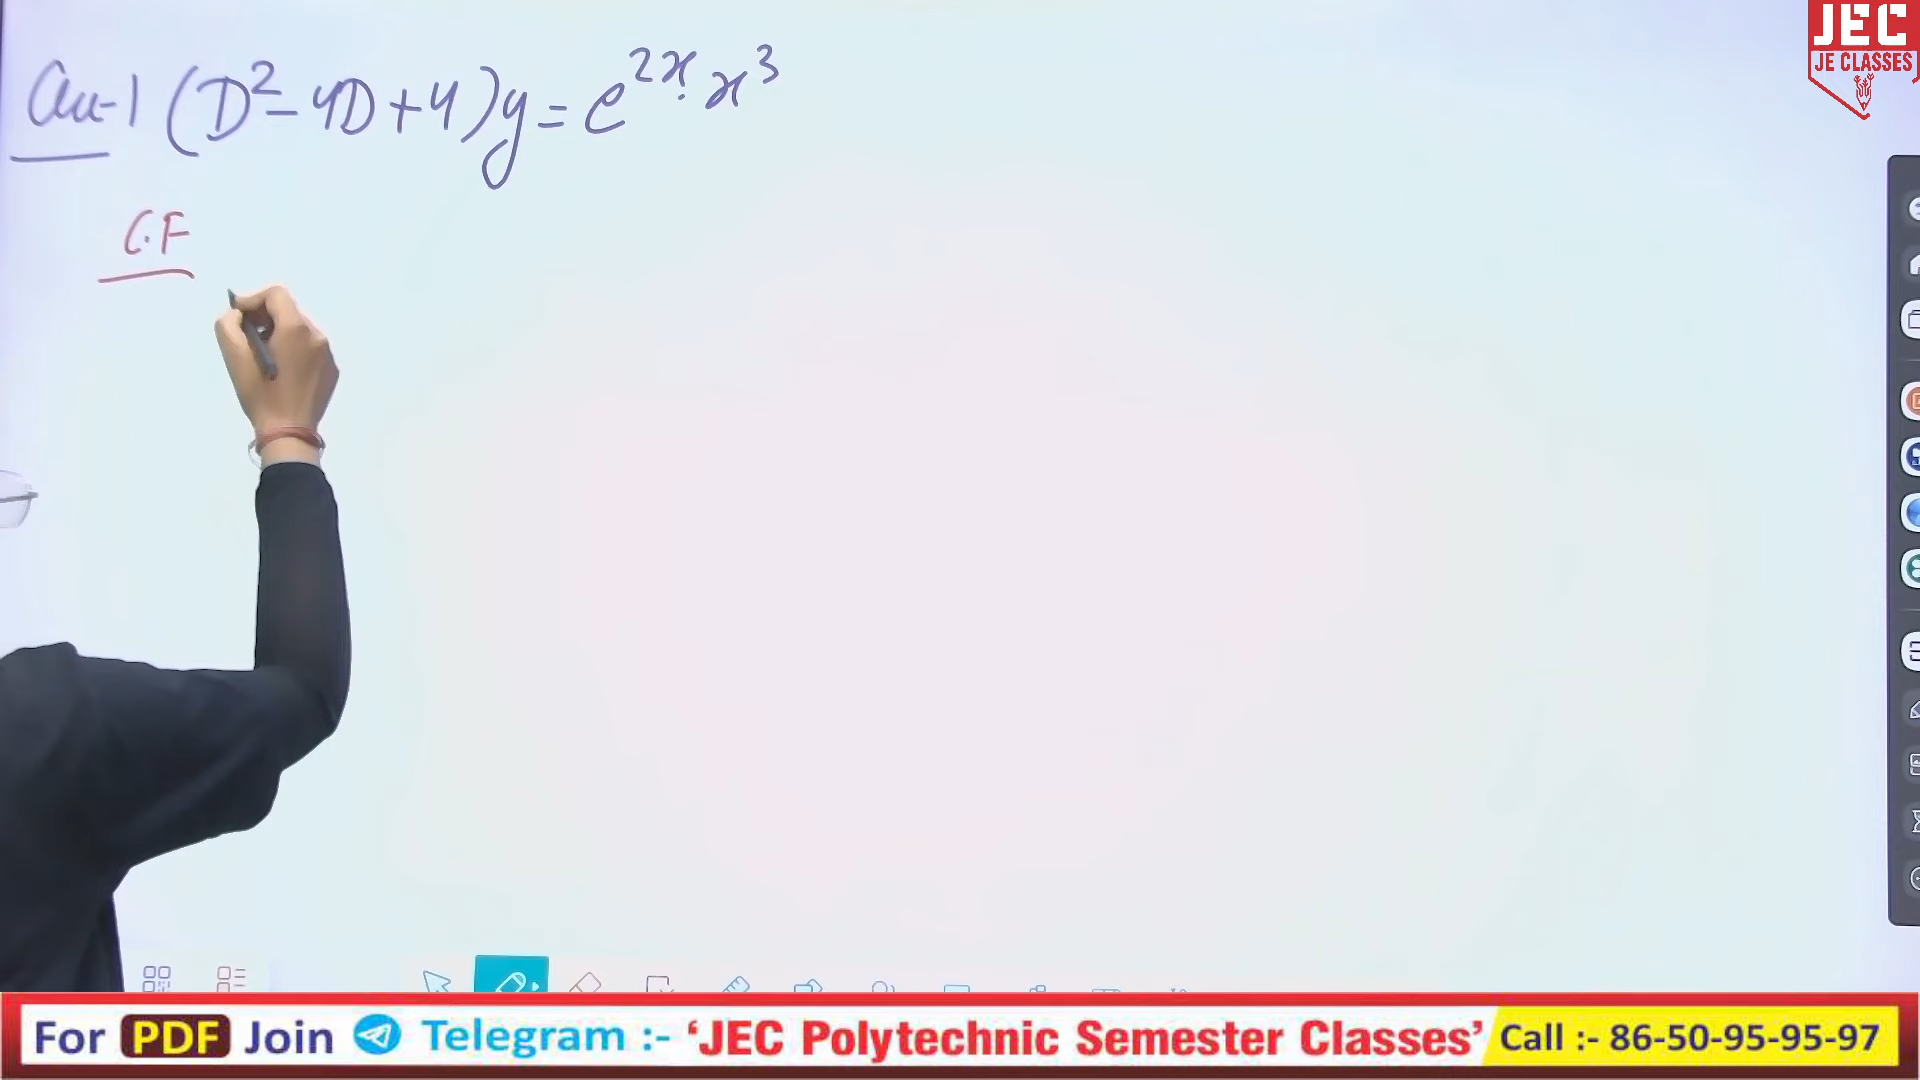 Qu-1 (D²-4D+4)y = e^{2x}. x³
C.F
JEC
JE CLASSES
For PDF Join Telegram :- ‘JEC Polytechnic Semester Classes’ Call :- 86-50-95-95-97